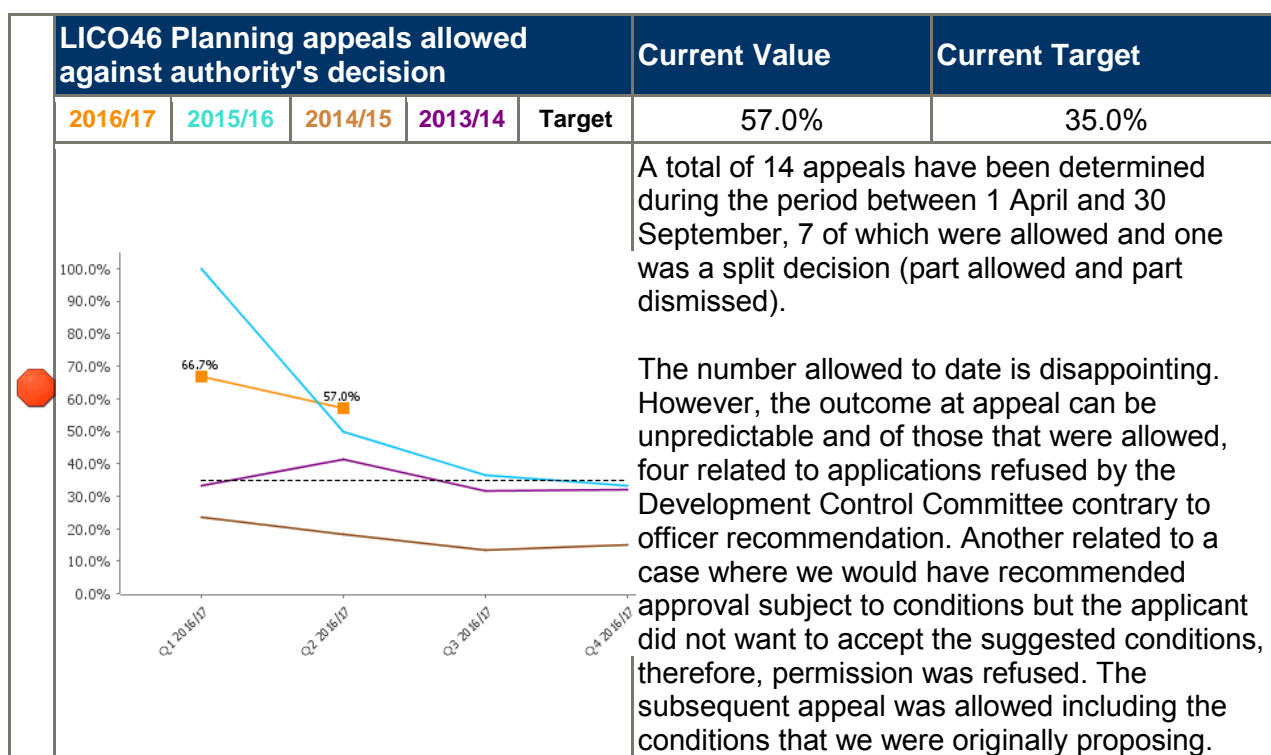 LICO46 Planning appeals allowed
against authority's decision
Current Value
Current Target
2016/17
2015/16
2014/15
2013/14
Target
57.0%
35.0%
A total of 14 appeals have been determined
during the period between 1 April and 30
September, 7 of which were allowed and one
was a split decision (part allowed and part
dismissed).
The number allowed to date is disappointing.
However, the outcome at appeal can be
unpredictable and of those that were allowed,
four related to applications refused by the
Development Control Committee contrary to
officer recommendation. Another related to a
case where we would have recommended
approval subject to conditions but the applicant
did not want to accept the suggested conditions,
therefore, permission was refused. The
subsequent appeal was allowed including the
conditions that we were originally proposing.
100.0%
90.0%
80.0%
70.0%
60.0%
50.0%
40.0%
30.0%
20.0%
10.0%
0.0%
66.7%
57.0%
Q1 2016/17
Q2 2016/17
Q3 2016/17
Q4 2016/17